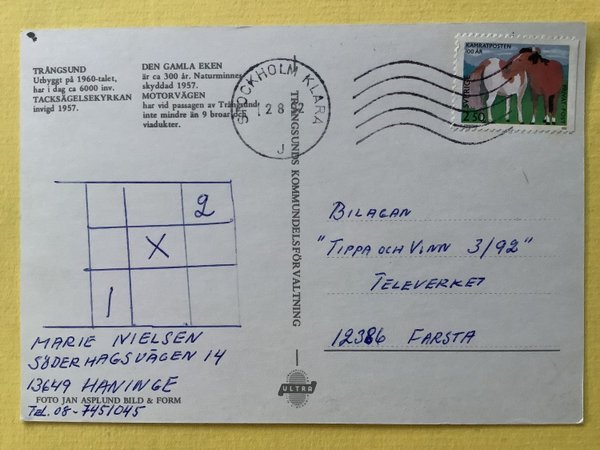 TRÅNGSUND
Utbyggt på 1960-talet,
har i dag ca 6000 inv.
TACKSÄGELSEKYRKAN
invigd 1957.
DEN GAMLA EKEN
är ca 300 år. Naturminne,
skyddad 1957.
MOTORVÄGEN
har vid passagen av Trångsund
inte mindre än 9 broar och
viadukter.
STOCKHOLM KLARA
12 8 92
J
KAMRATPOSTEN
100 ÅR
SVERIGE
2.30
TRÅNGSUNDS KOMMUNDELSFÖRVALTNING
2
X
1
BILAGAN
"TIPPA OCH VINN 3/92"
TELEVERKET
12386 FARSTA
MARIE NIELSEN
SÖDERHAGSVÄGEN 14
13649 HANINGE
FOTO JAN ASPLUND BILD & FORM
TEL. 08-7451045
ULTRA